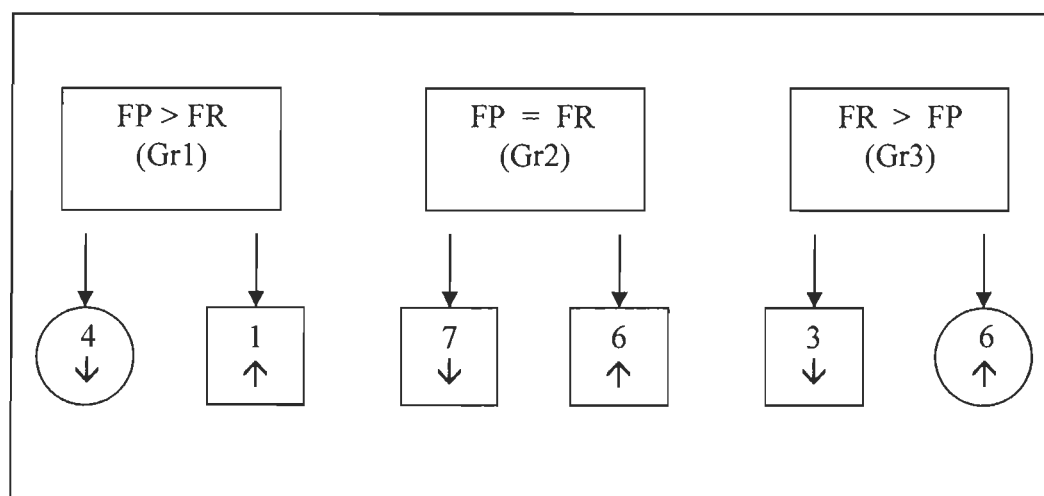 FP > FR
(Gr1)
FP = FR
(Gr2)
FR > FP
(Gr3)
4
↓
1
↑
7
↓
6
↑
3
↓
6
↑